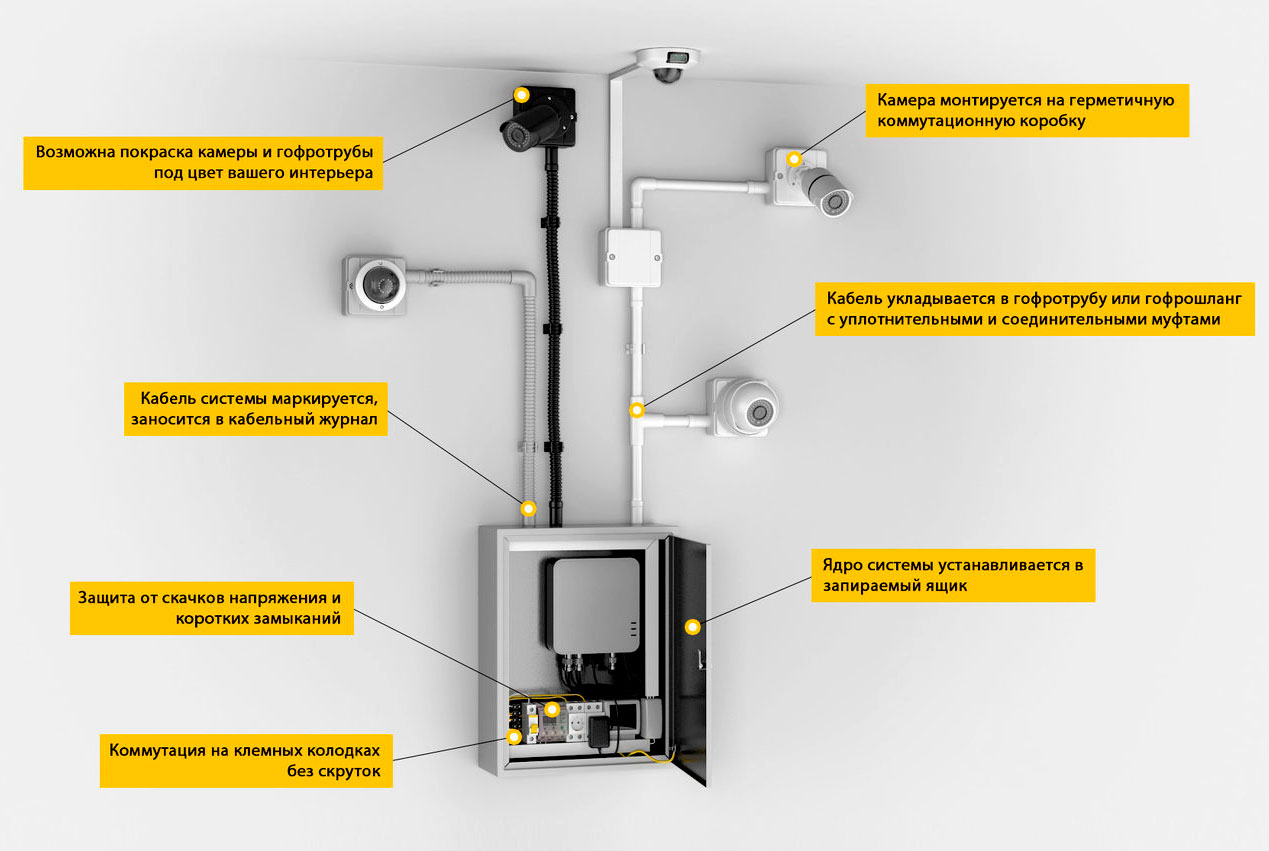 Камера монтируется на герметичную
коммутационную коробку
Возможна покраска камеры и гофротрубы
под цвет вашего интерьера
Кабель укладывается в гофротрубу или гофрошланг
с уплотнительными и соединительными муфтами
Кабель системы маркируется,
заносится в кабельный журнал
Ядро системы устанавливается в
запираемый ящик
Защита от скачков напряжения и
коротких замыканий
Коммутация на клемных колодках
без скруток